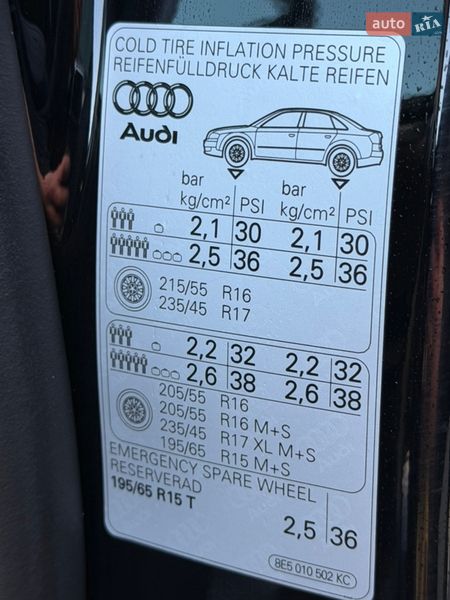 auto RIA
COLD TIRE INFLATION PRESSURE
REIFENFÜLLDRUCK KALTE REIFEN
Audi
bar bar
kg/cm² PSI kg/cm² PSI
2,1 30 2,1 30
2,5 36 2,5 36
215/55 R16
235/45 R17
2,2 32 2,2 32
2,6 38 2,6 38
205/55 R16
205/55 R16 M+S
235/45 R17 XL M+S
195/65 R15 M+S
EMERGENCY SPARE WHEEL
RESERVERAD
195/65 R15 T
2,5 36
8E5 010 502 KC